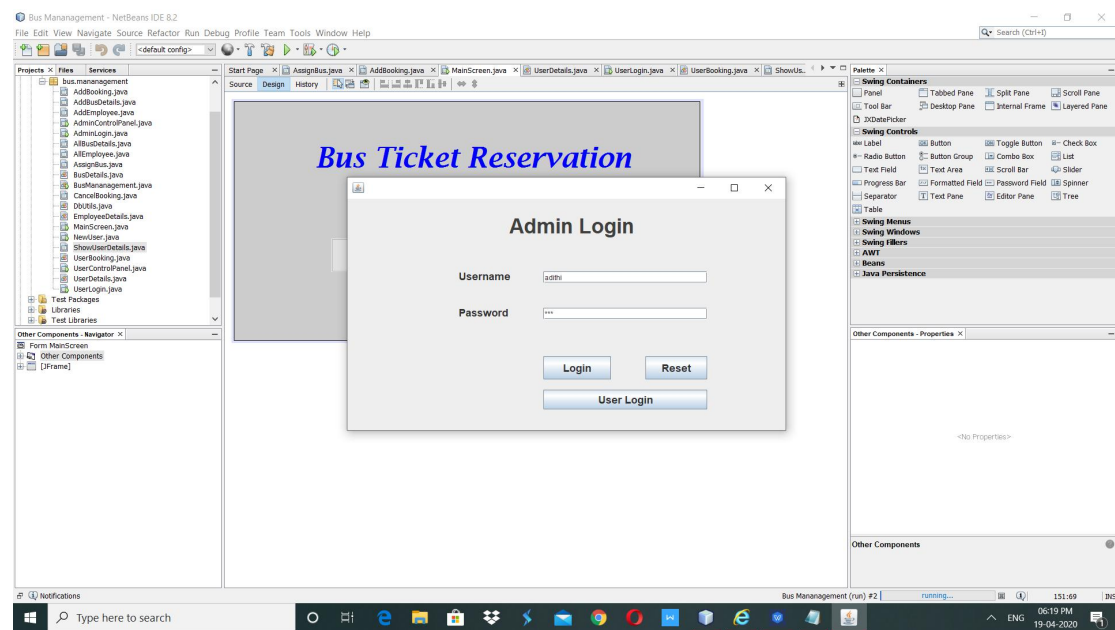 Bus Mananagement - NetBeans IDE 8.2
File Edit View Navigate Source Refactor Run Debug Profile Team Tools Window Help
Search (Ctrl+I)
<default config>
Projects Files Services
bus.mananagement
AddBooking.java
AddBusDetails.java
AddEmployee.java
AdminControlPanel.java
AdminLogin.java
AllBusDetails.java
AllEmployee.java
AssignBus.java
BusDetails.java
BusMananagement.java
CancelBooking.java
DbUtils.java
EmployeeDetails.java
MainScreen.java
NewUser.java
ShowUserDetails.java
UserBooking.java
UserControlPanel.java
UserDetails.java
UserLogin.java
Test Packages
Libraries
Test Libraries
Other Components - Navigator
Form MainScreen
Other Components
[JFrame]
Start Page AssignBus.java AddBooking.java MainScreen.java UserDetails.java UserLogin.java UserBooking.java ShowUs...
Source Design History
Bus Ticket Reservation
Admin Login
Username adithi
Password ***
Login Reset
User Login
Palette
Swing Containers
Panel Tabbed Pane Split Pane Scroll Pane
Tool Bar Desktop Pane Internal Frame Layered Pane
JXDatePicker
Swing Controls
label Label Button Toggle Button Check Box
Radio Button Button Group Combo Box List
Text Field Text Area Scroll Bar Slider
Progress Bar Formatted Field Password Field Spinner
Separator Text Pane Editor Pane Tree
Table
Swing Menus
Swing Windows
Swing Fillers
AWT
Beans
Java Persistence
Other Components - Properties
<No Properties>
Other Components
Notifications
Bus Mananagement (run) #2 running... 151:69 INS
Type here to search
ENG
06:19 PM
19-04-2020